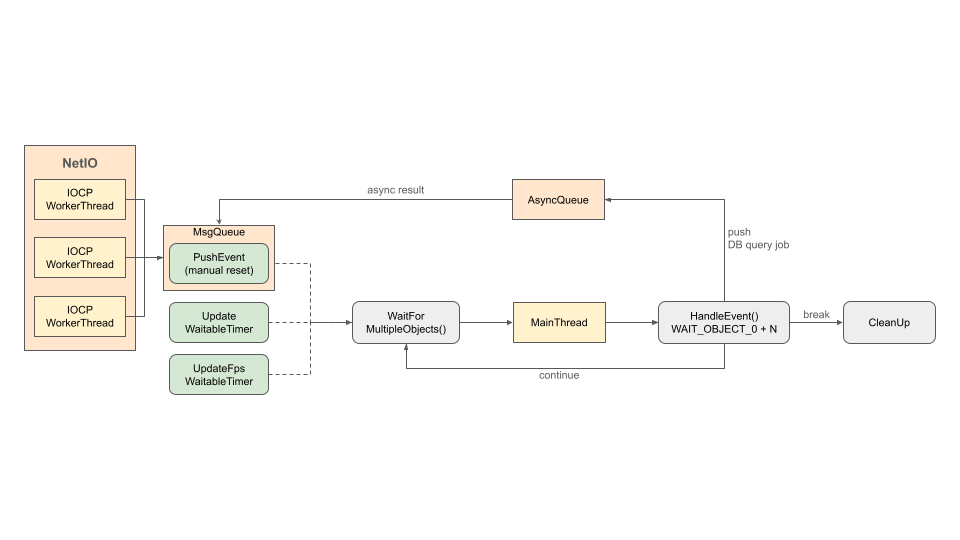 NetIO
IOCP
WorkerThread
IOCP
WorkerThread
IOCP
WorkerThread
MsgQueue
PushEvent
(manual reset)
Update
WaitableTimer
UpdateFps
WaitableTimer
async result
AsyncQueue
push
DB query job
WaitFor
MultipleObjects()
MainThread
HandleEvent()
WAIT_OBJECT_0 + N
break
CleanUp
continue